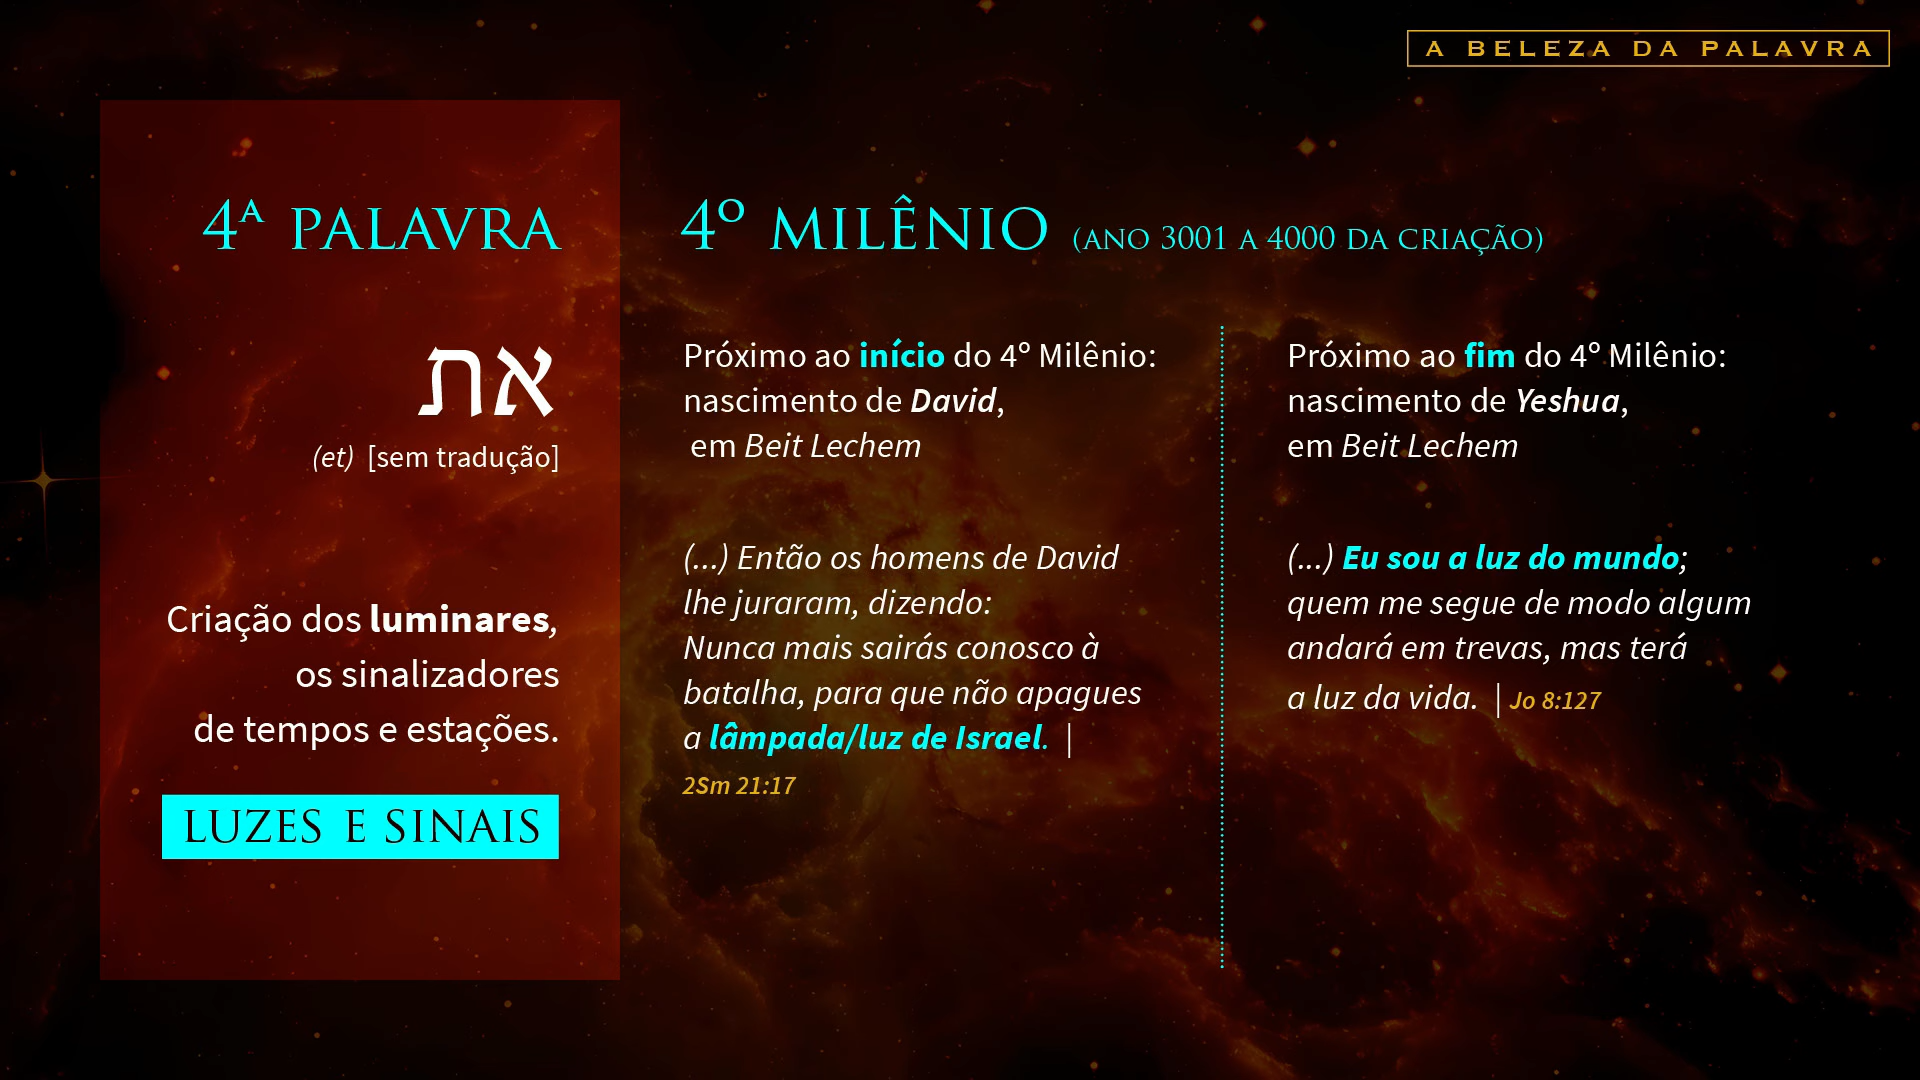 A BELEZA DA PALAVRA
4ª PALAVRA
את
(et) [sem tradução]
Criação dos luminares,
os sinalizadores
de tempos e estações.
LUZES E SINAIS
4º MILÊNIO (ANO 3001 A 4000 DA CRIAÇÃO)
Próximo ao início do 4º Milênio:
nascimento de David,
em Beit Lechem
(...) Então os homens de David
lhe juraram, dizendo:
Nunca mais sairás conosco à
batalha, para que não apagues
a lâmpada/luz de Israel. |
2Sm 21:17
Próximo ao fim do 4º Milênio:
nascimento de Yeshua,
em Beit Lechem
(...) Eu sou a luz do mundo;
quem me segue de modo algum
andará em trevas, mas terá
a luz da vida. | Jo 8:127